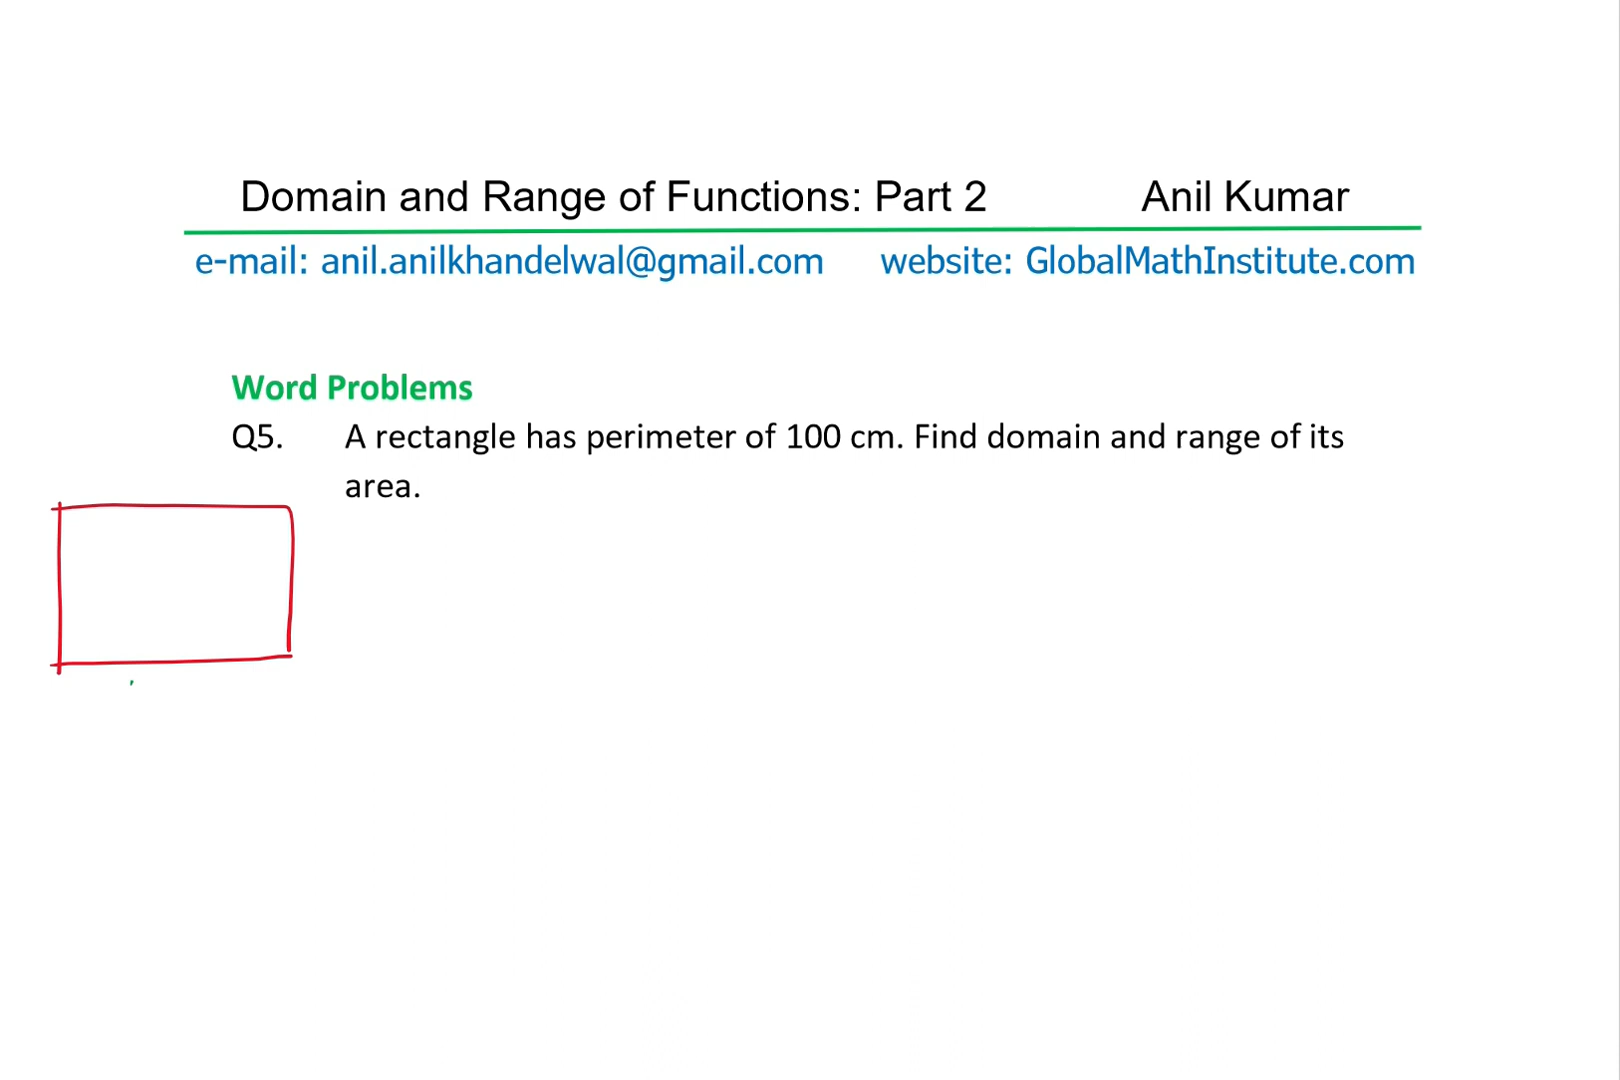 Domain and Range of Functions: Part 2 Anil Kumar
e-mail: anil.anilkhandelwal@gmail.com website: GlobalMathInstitute.com
Word Problems
Q5. A rectangle has perimeter of 100 cm. Find domain and range of its
area.